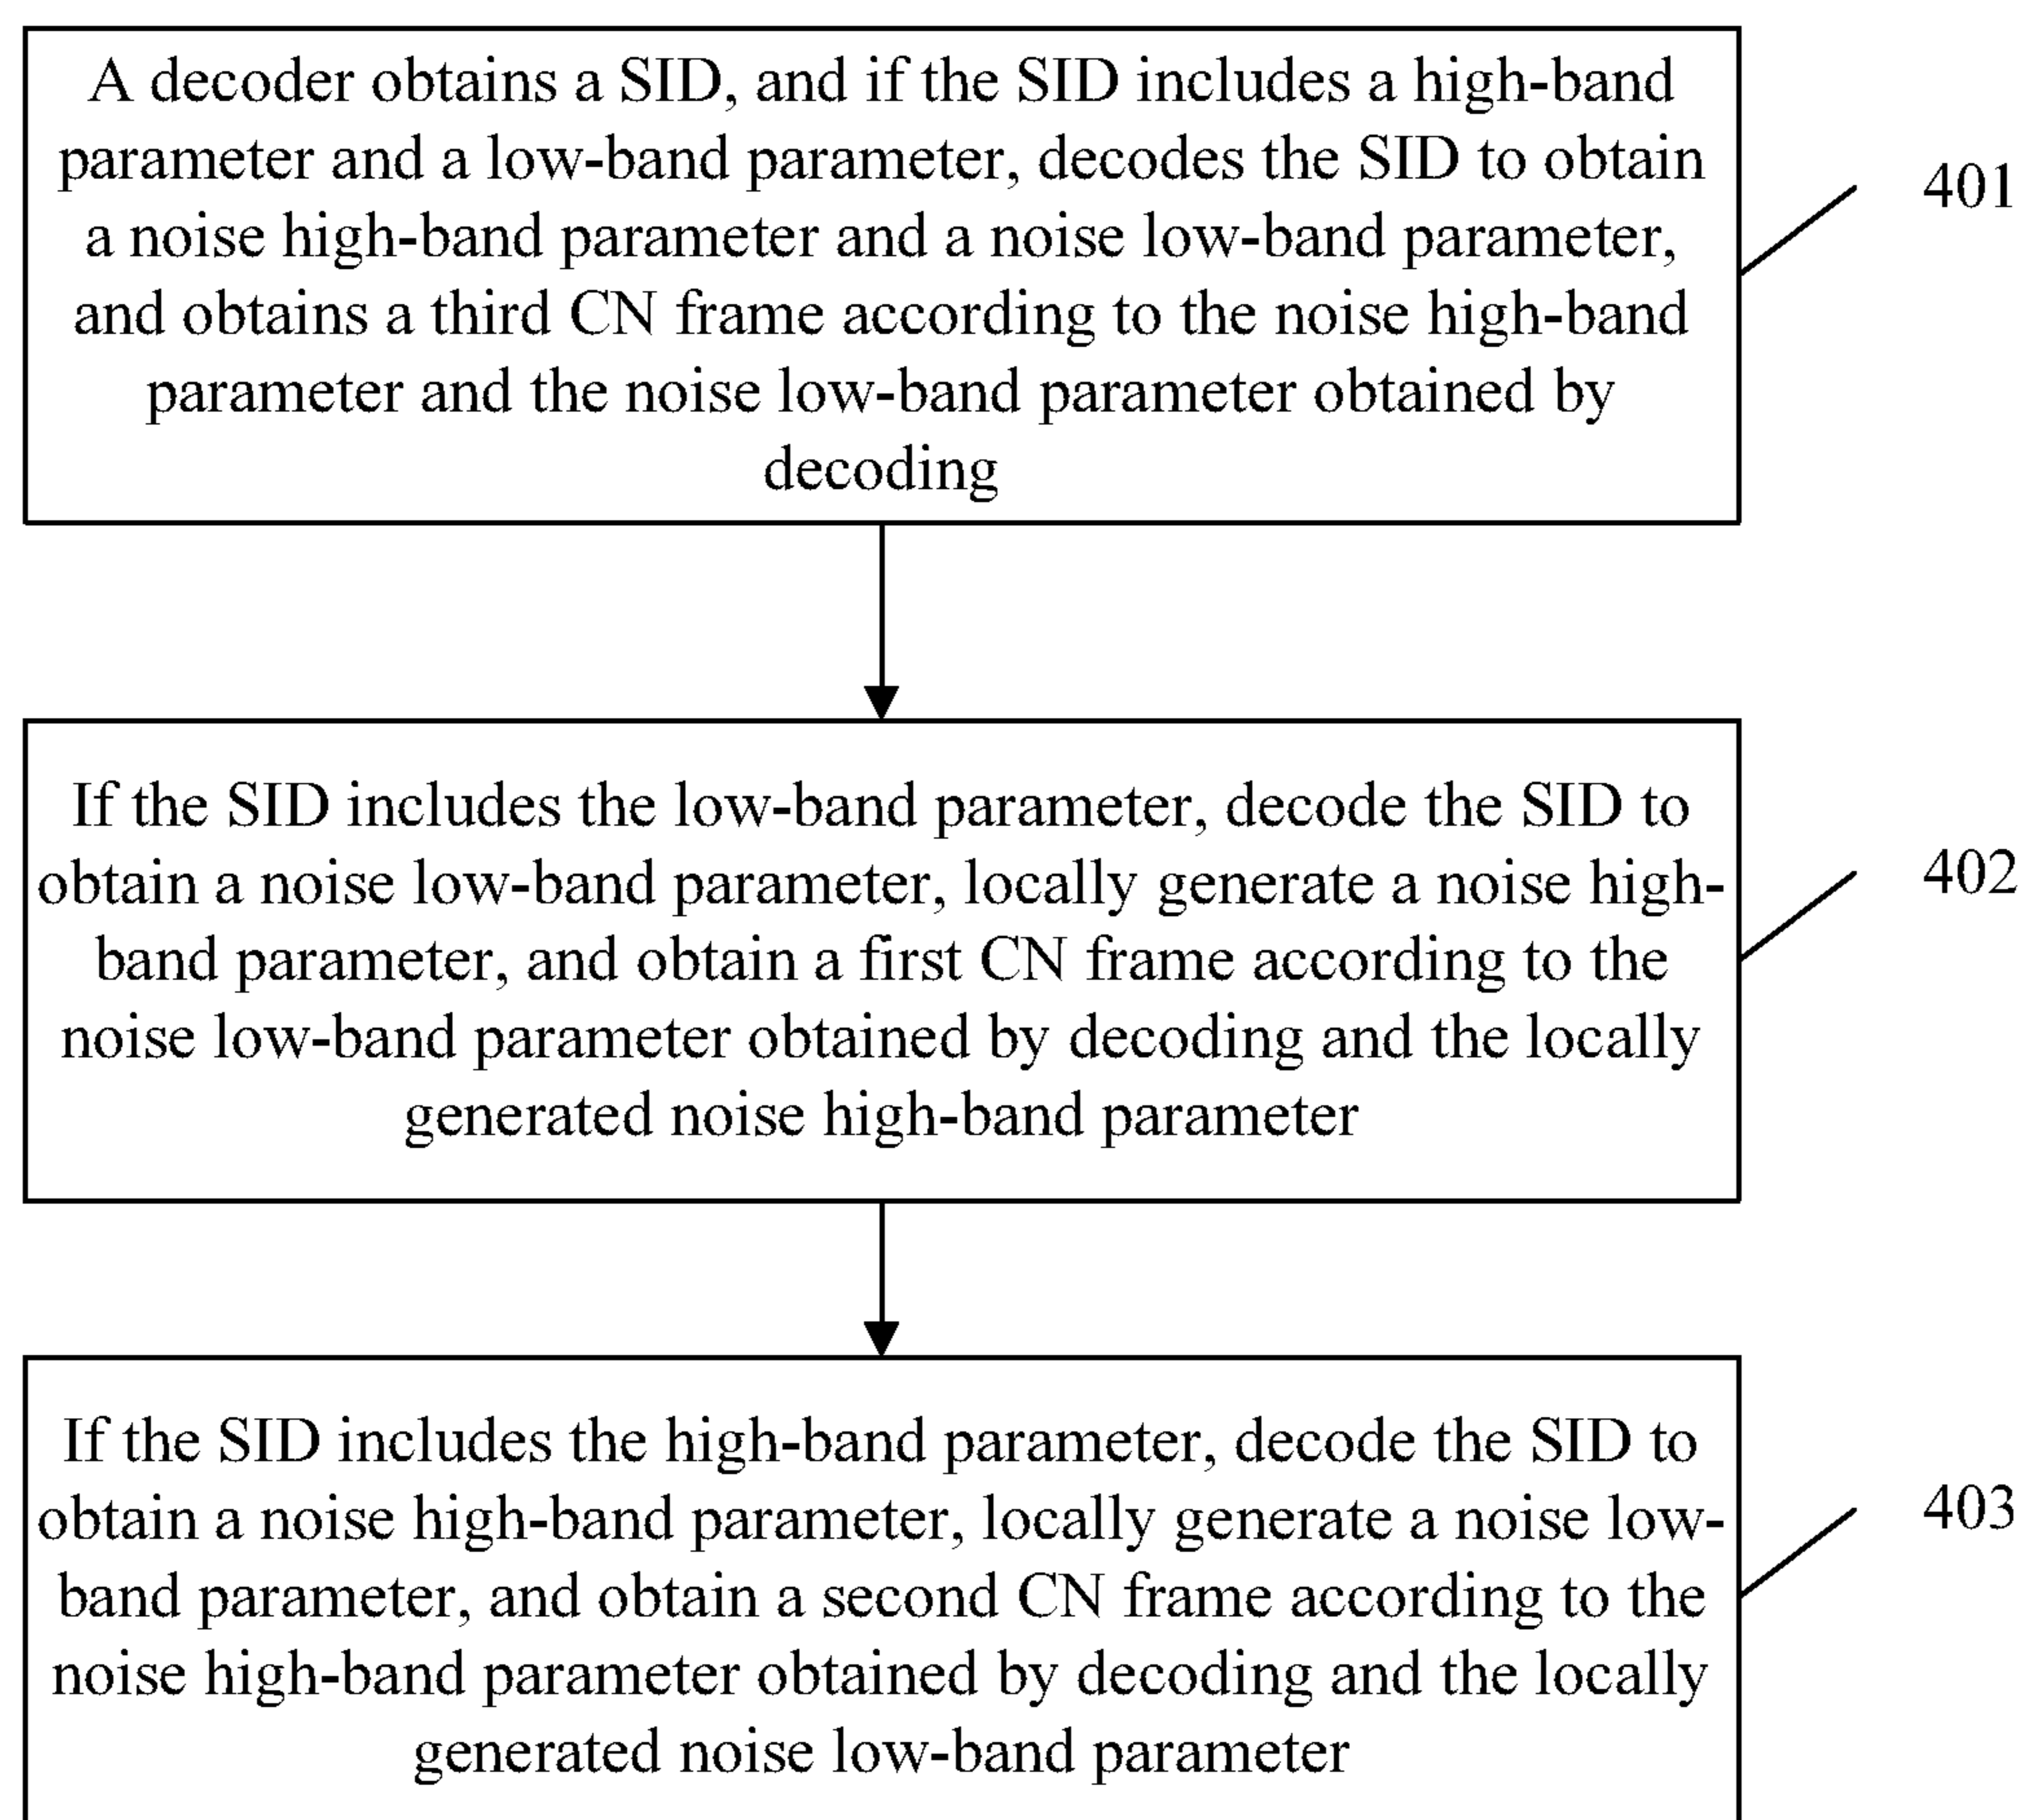 A decoder obtains a SID, and if the SID includes a high-band
parameter and a low-band parameter, decodes the SID to obtain
a noise high-band parameter and a noise low-band parameter,
and obtains a third CN frame according to the noise high-band
parameter and the noise low-band parameter obtained by
decoding
401
If the SID includes the low-band parameter, decode the SID to
obtain a noise low-band parameter, locally generate a noise high-
band parameter, and obtain a first CN frame according to the
noise low-band parameter obtained by decoding and the locally
generated noise high-band parameter
402
If the SID includes the high-band parameter, decode the SID to
obtain a noise high-band parameter, locally generate a noise low-
band parameter, and obtain a second CN frame according to the
noise high-band parameter obtained by decoding and the locally
generated noise low-band parameter
403